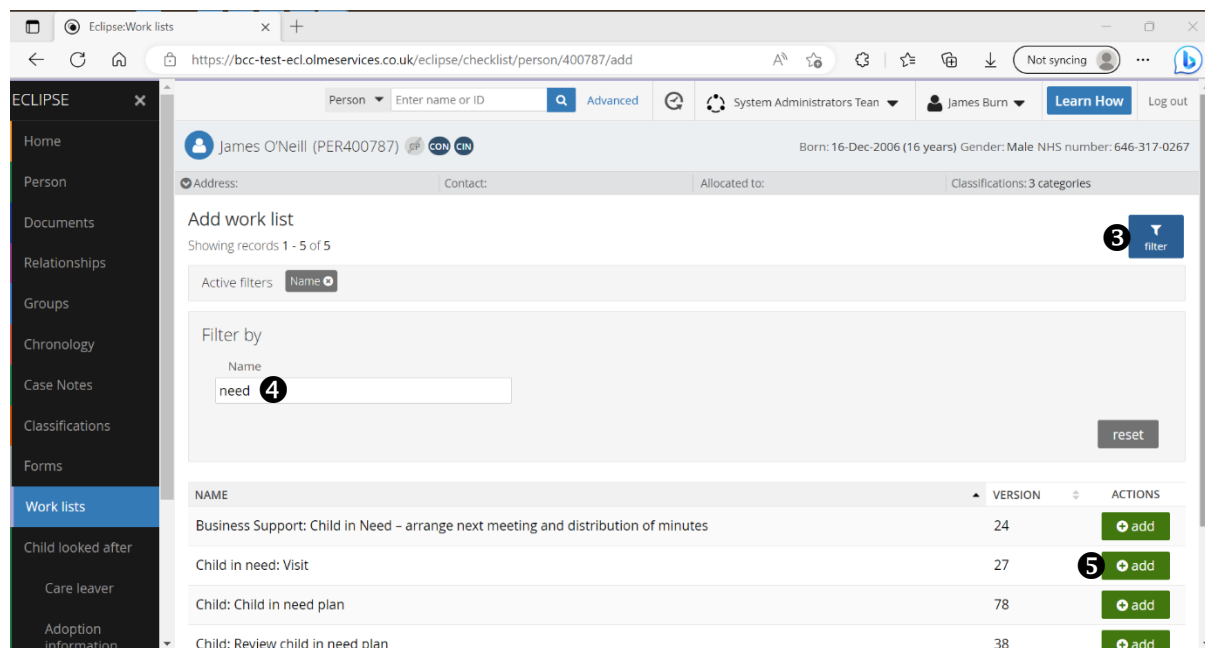 Eclipse:Work lists
https://bcc-test-ecl.olmeservices.co.uk/eclipse/checklist/person/400787/add
Not syncing
ECLIPSE
Person Enter name or ID Advanced System Administrators Tean James Burn Learn How Log out
Home
Person
Documents
Relationships
Groups
Chronology
Case Notes
Classifications
Forms
Work lists
Child looked after
Care leaver
Adoption
information
James O'Neill (PER400787) CP CON CIN Born: 16-Dec-2006 (16 years) Gender: Male NHS number: 646-317-0267
Address: Contact: Allocated to: Classifications: 3 categories
Add work list
Showing records 1 - 5 of 5
3 filter
Active filters Name
Filter by
Name
need 4
reset
NAME VERSION ACTIONS
Business Support: Child in Need – arrange next meeting and distribution of minutes 24 add
Child in need: Visit 27 5 add
Child: Child in need plan 78 add
Child: Review child in need plan 38 add